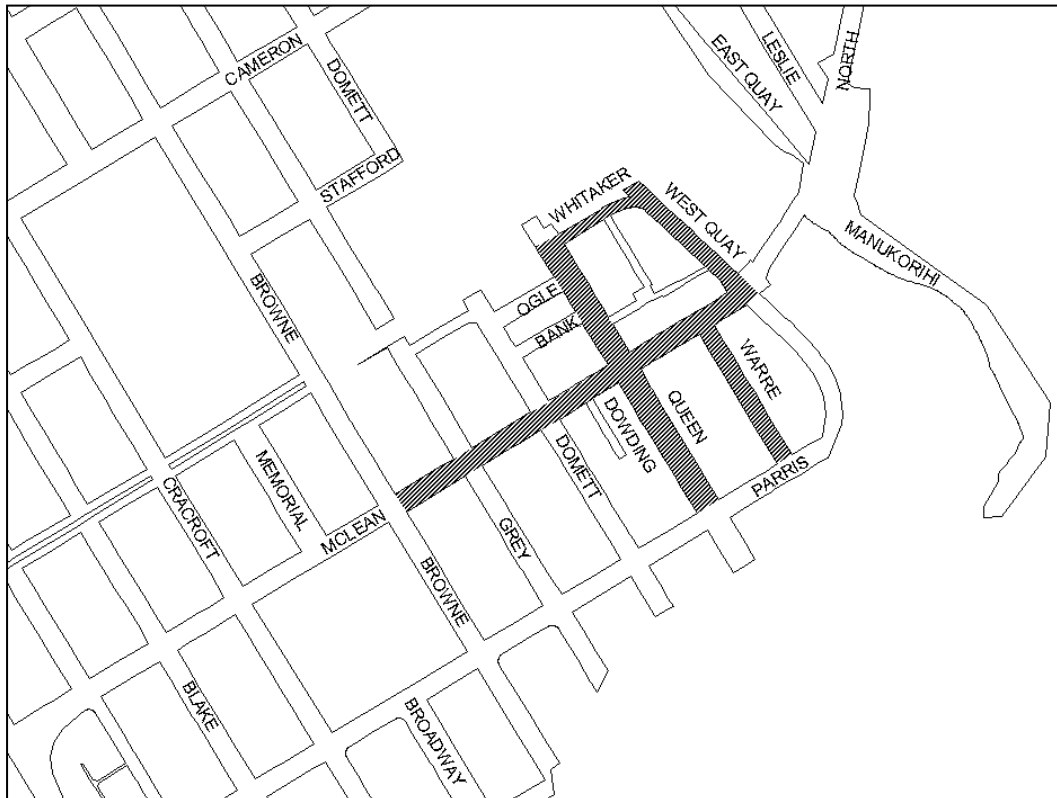 CAMERON
DOMETT
EAST QUAY
LESLIE
NORTH
STAFFORD
WHITAKER
WEST QUAY
MANUKORIHI
BROWNE
OGLE
BANK
WARRE
QUEEN
DOWDING
DOMETT
PARRIS
MEMORIAL
CRACROFT
MCLEAN
GREY
BROWNE
BLAKE
BROADWAY